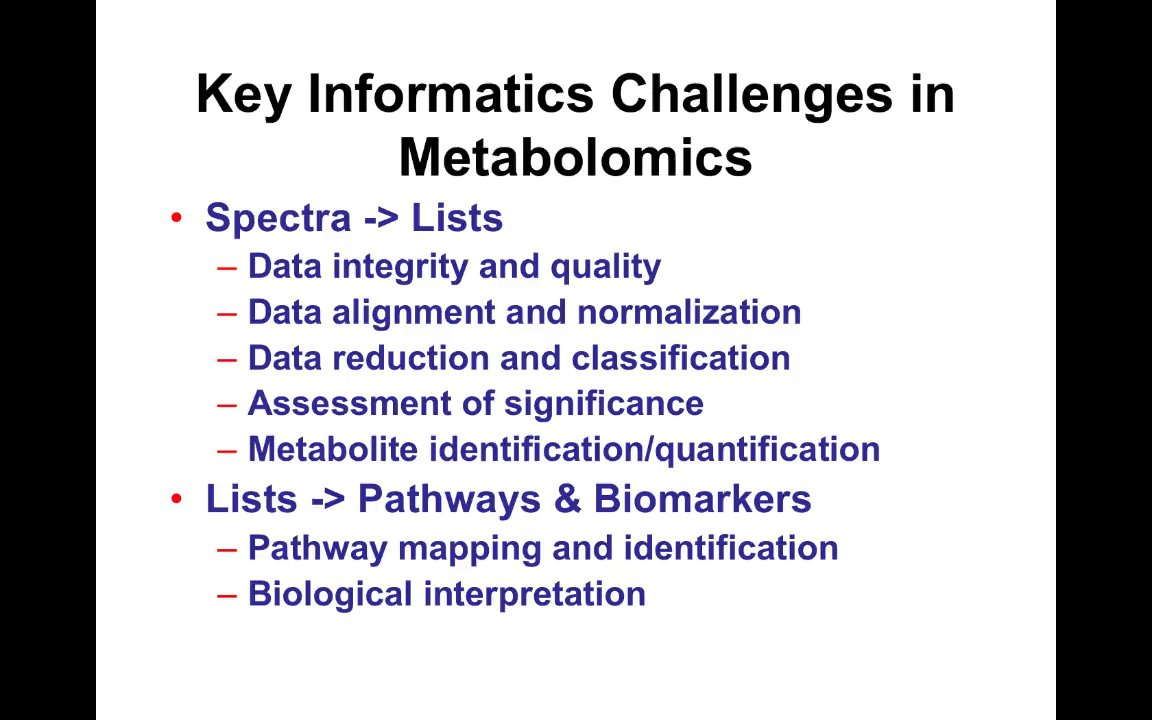 Key Informatics Challenges in
Metabolomics
• Spectra -> Lists
– Data integrity and quality
– Data alignment and normalization
– Data reduction and classification
– Assessment of significance
– Metabolite identification/quantification
• Lists -> Pathways & Biomarkers
– Pathway mapping and identification
– Biological interpretation